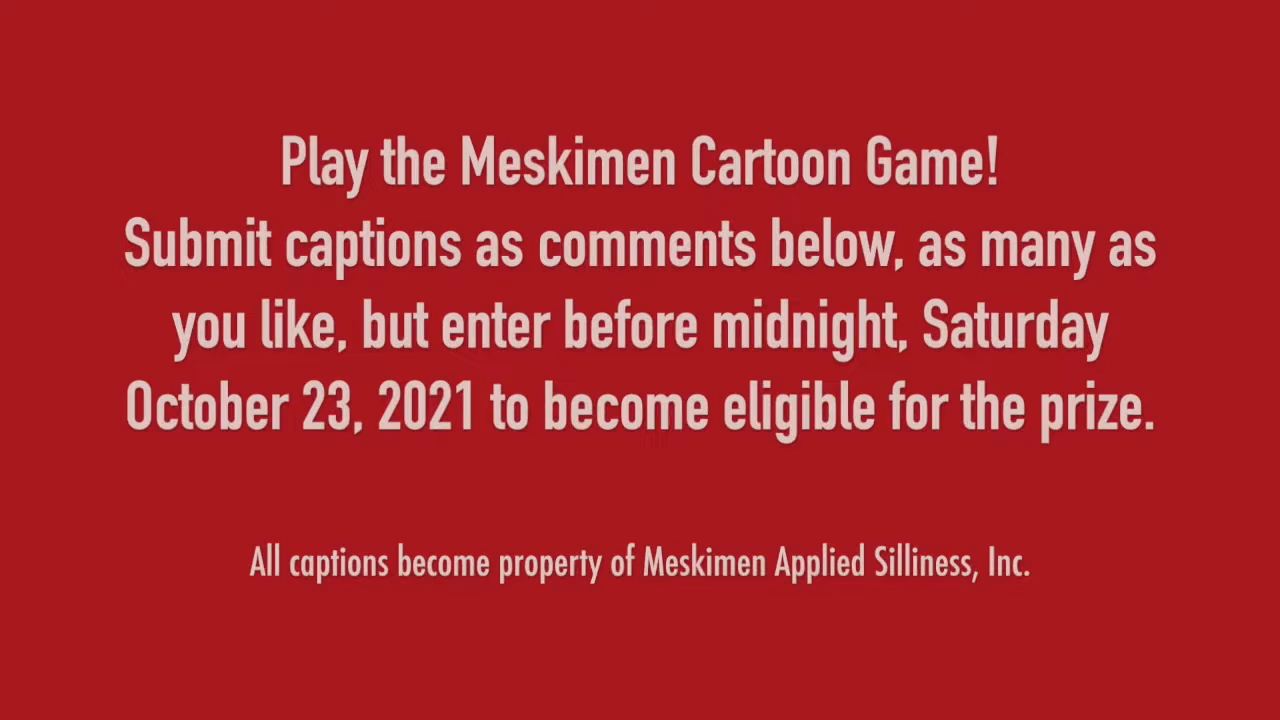 Play the Meskimen Cartoon Game!
Submit captions as comments below, as many as
you like, but enter before midnight, Saturday
October 23, 2021 to become eligible for the prize.
All captions become property of Meskimen Applied Silliness, Inc.